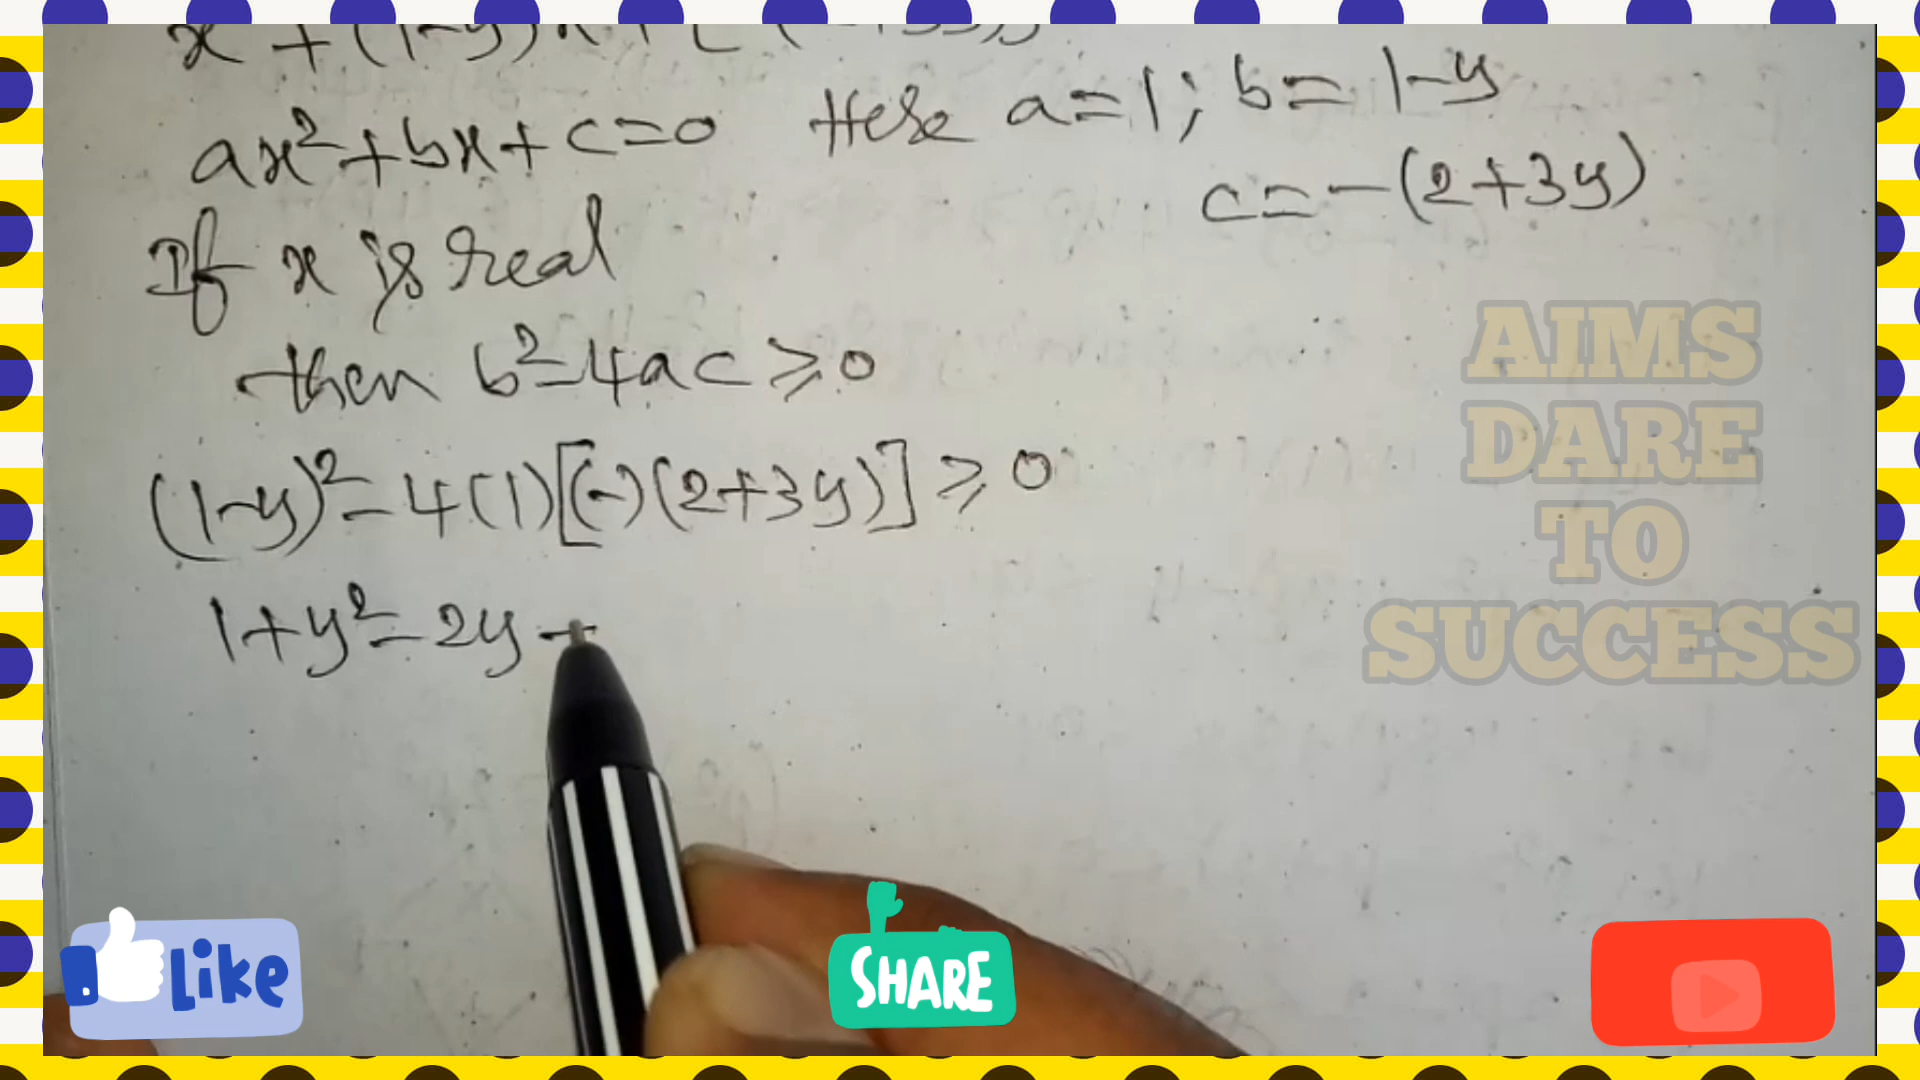 ax²+bx+c=0 Here a=1; b= 1-y
c=-(2+3y)
If x is real
then b²-4ac ≥ 0
(1-y)²-4(1)[(-)(2+3y)] ≥ 0
1+y²-2y
AIMS
DARE
TO
SUCCESS
Like
SHARE